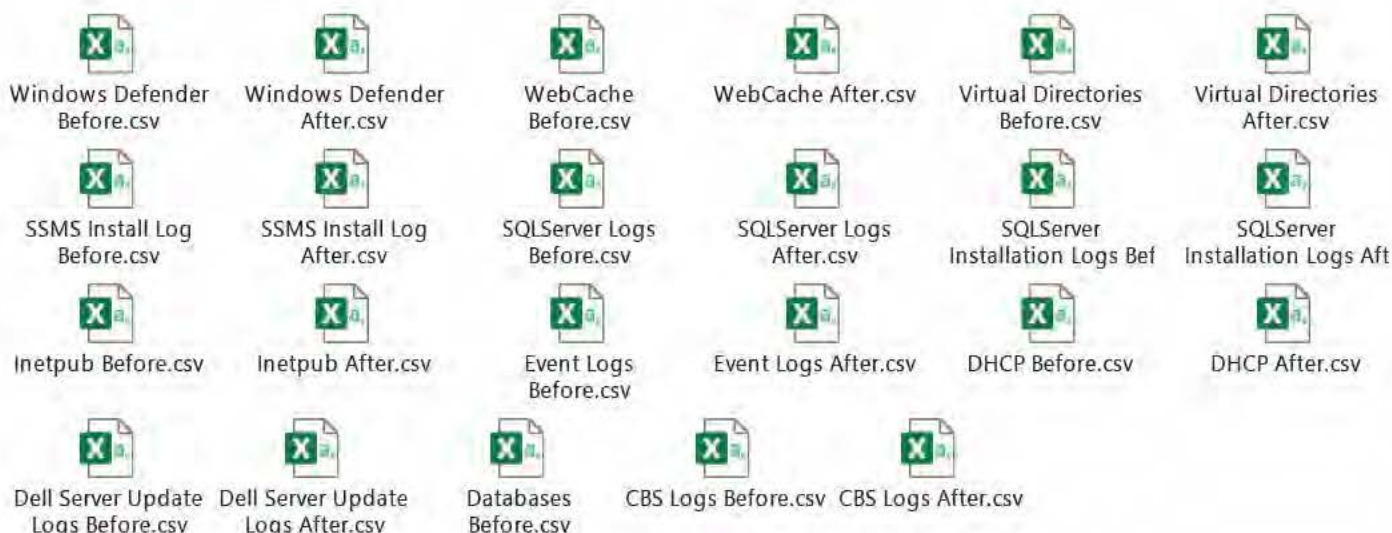 Windows Defender Before.csv
Windows Defender After.csv
WebCache Before.csv
WebCache After.csv
Virtual Directories Before.csv
Virtual Directories After.csv
SSMS Install Log Before.csv
SSMS Install Log After.csv
SQLServer Logs Before.csv
SQLServer Logs After.csv
SQLServer Installation Logs Bef
SQLServer Installation Logs Aft
Inetpub Before.csv
Inetpub After.csv
Event Logs Before.csv
Event Logs After.csv
DHCP Before.csv
DHCP After.csv
Dell Server Update Logs Before.csv
Dell Server Update Logs After.csv
Databases Before.csv
CBS Logs Before.csv
CBS Logs After.csv